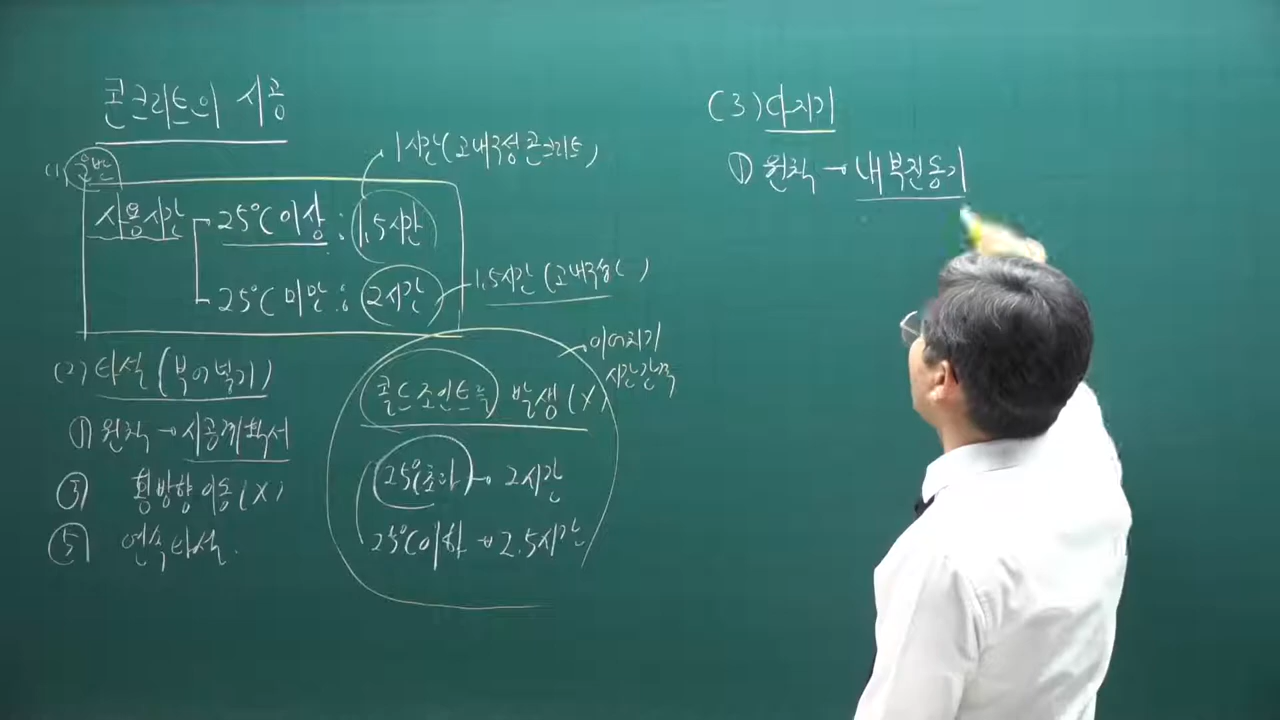 콘크리트의 시공
(1) 운반
1시간(고내구성콘크리트)
사용시간
25°C이상 : 1.5시간
25°C미만 : 2시간
1.5시간 (고내구성 ( )
(2) 타설 (부어넣기)
① 원칙 → 시공계획서
③ 횡방향 이동(X)
⑤ 연속타설.
콜드조인트를 발생(X)
이어치기
시간간격
25°C초과 → 2시간
25°C이하 → 2.5시간
(3) 다지기
① 원칙 → 내부진동기